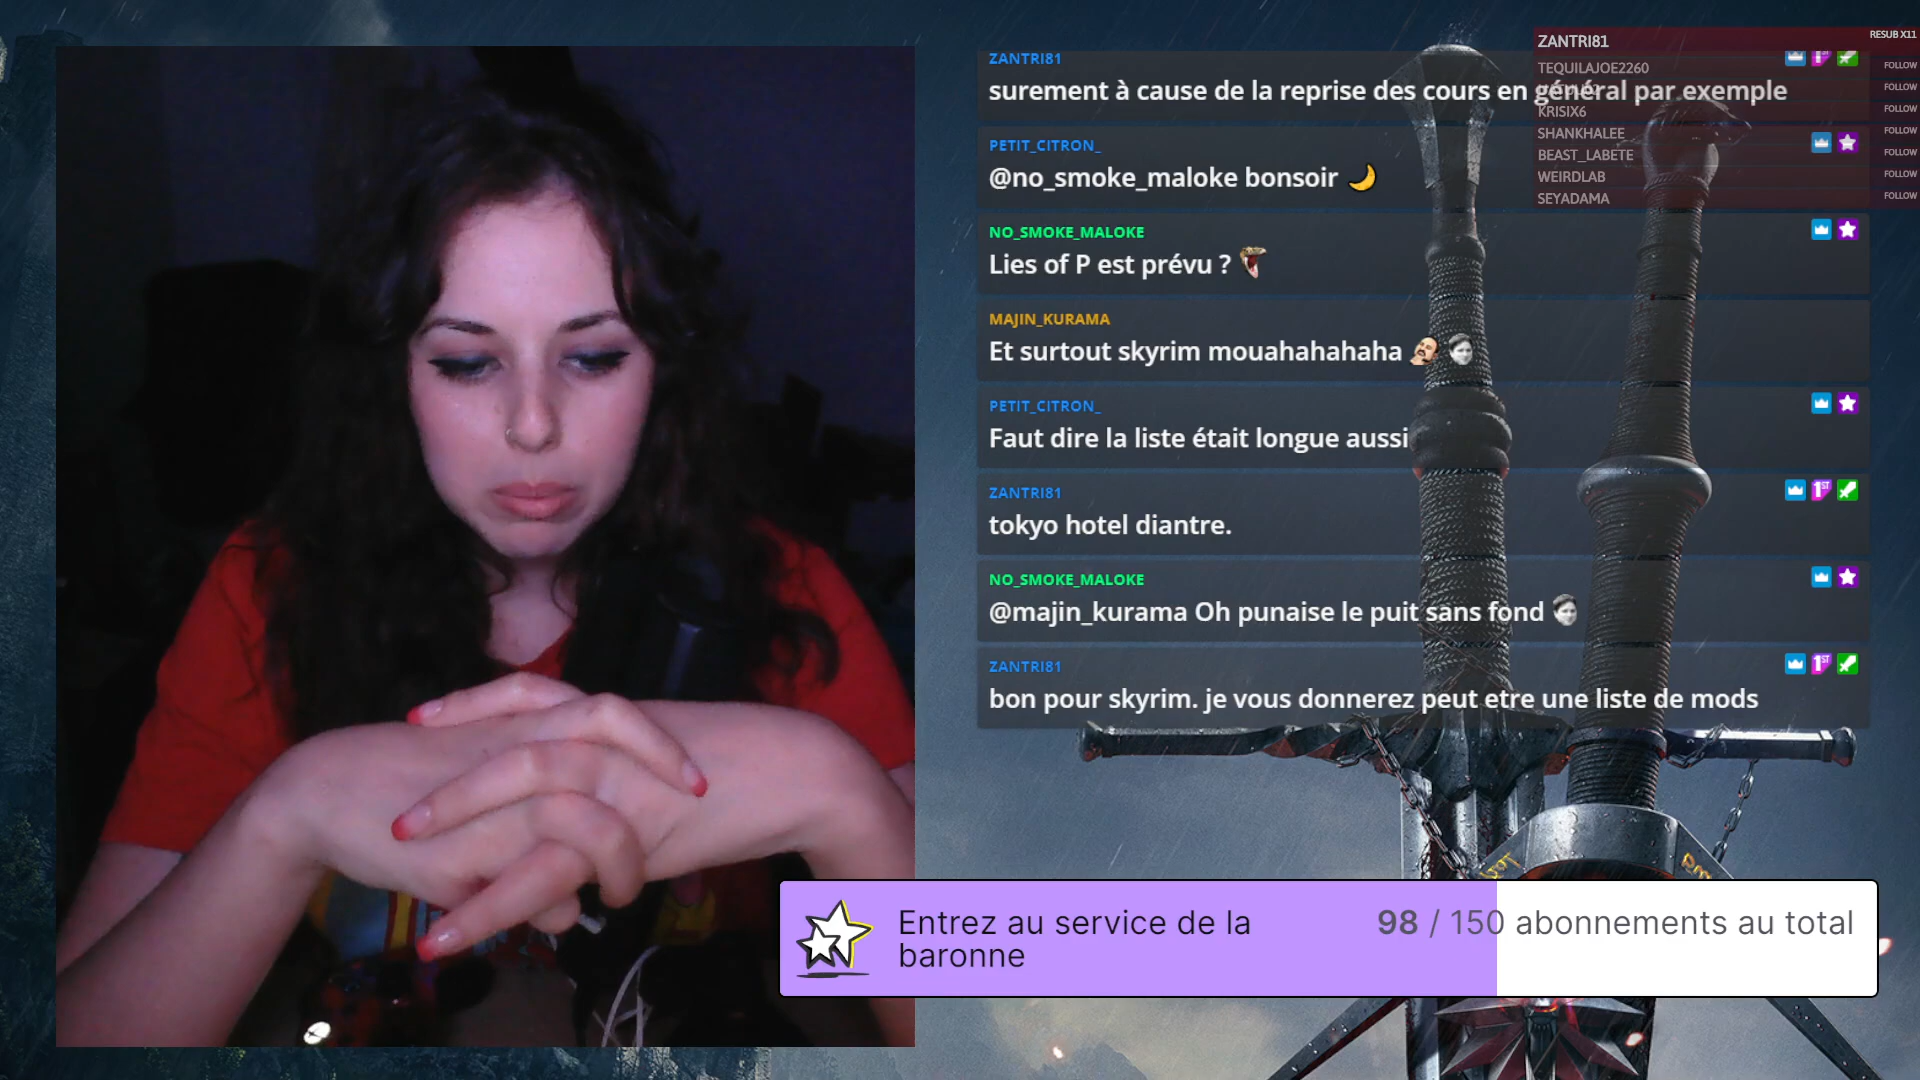 ZANTRI81
surement à cause de la reprise des cours en général par exemple
PETIT_CITRON_
@no_smoke_maloke bonsoir
NO_SMOKE_MALOKE
Lies of P est prévu ?
MAJIN_KURAMA
Et surtout skyrim mouahahahaha
PETIT_CITRON_
Faut dire la liste était longue aussi
ZANTRI81
1ST
tokyo hotel diantre.
NO_SMOKE_MALOKE
@majin_kurama Oh punaise le puit sans fond
ZANTRI81
1ST
bon pour skyrim. je vous donnerez peut etre une liste de mods
ZANTRI81 RESUB X11
TEQUILAJOE2260 FOLLOW
FOLLOW
KRISIX6 FOLLOW
SHANKHALEE FOLLOW
BEAST_LABETE FOLLOW
WEIRDLAB FOLLOW
SEYADAMA FOLLOW
Entrez au service de la
baronne
98 / 150 abonnements au total